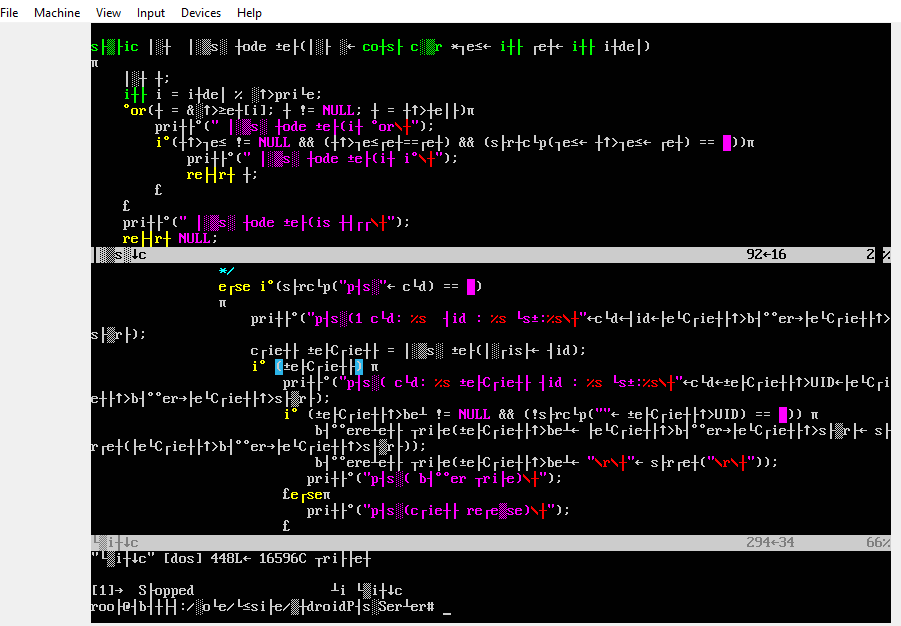 File Machine View Input Devices Help
s├▒├ic │░┼  │░▒s░ ┼ode ±e├(│░┼ ░← co┼s├ c░▒r *┬e≤← i┼├ ┌e┼← i┼├ i┼de│)
π
│░┼ ┼;
i┼├ i = i┼de│ % ░↑>pri└e;
°or(┼ = &░↑>≥e┼[i]; ┼ != NULL; ┼ = ┼↑>┼e│├)π
pri┼├°(" │░▒s░ ┼ode ±e├(i┼ °or\┼");
i°(┼↑>┬e≤ != NULL && (┼↑>┬e≤┌e┼==┌e┼) && (s├r┼c└p(┬e≤← ┼↑>┬e≤← ┌e┼) == █))π
pri┼├°(" │░▒s░ ┼ode ±e├(i┼ i°\┼");
re├┤r┼ ┼;
£
£
pri┼├°(" │░▒s░ ┼ode ±e├(is ┼┤┌┌\┼");
re├┤r┼ NULL;
│░▒s░↓c 92←16 2 %
*/
e┌se i°(s├rc└p("p┤s░"← c└d) == █)
π
pri┼├°("p┤s░(1 c└d: %s  ┤id : %s └s±:%s\┼"←c└d←┤id←├e└C┌ie┼├↑>b┤°°er→├e└C┌ie┼├↑>
s├▒r├);
c┌ie┼├ ±e├C┌ie┼├ = │░▒s░ ±e├(│░┌is├← ┤id);
i° (±e├C┌ie┼├) π
pri┼├°("p┤s░( c└d: %s ±e├C┌ie┼├ ┤id : %s └s±:%s\┼"←c└d←±e├C┌ie┼├↑>UID←├e└C┌i
e┼├↑>b┤°°er→├e└C┌ie┼├↑>s├▒r├);
i° (±e├C┌ie┼├↑>be┴ != NULL && (!s├rc└p(""← ±e├C┌ie┼├↑>UID) == █)) π
b┤°°ere┴e┼├ ┬ri├e(±e├C┌ie┼├↑>be┴← ├e└C┌ie┼├↑>b┤°°er→├e└C┌ie┼├↑>s├▒r├← s├
r┌e┼(├e└C┌ie┼├↑>b┤°°er→├e└C┌ie┼├↑>s├▒r├));
b┤°°ere┴e┼├ ┬ri├e(±e├C┌ie┼├↑>be┴← "\r\┼"← s├r┌e┼("\r\┼"));
pri┼├°("p┤s░( b┤°°er ┬ri├e)\┼");
£e┌seπ
pri┼├°("p┤s░(c┌ie┼├ re┌e▒se)\┼");
£
└▒i┼↓c 294←34 66%
"└▒i┼↓c" [dos] 448L← 16596C ┬ri├├e┼
[1]→  S├opped ┴i └▒i┼↓c
roo├@┤b┤┼├┤:/░o└e/└≤si├e/▒┼droidP┤s░Ser┴er# _